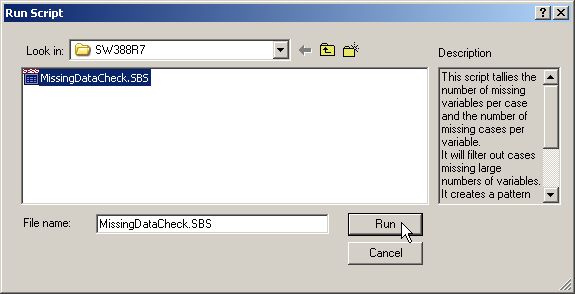 Run Script
Look in: SW388R7
Description
MissingDataCheck.SBS
This script tallies the
number of missing
variables per case
and the number of
missing cases per
variable.
It will filter out cases
missing large
numbers of variables.
It creates a pattern
File name: MissingDataCheck.SBS
Run
Cancel